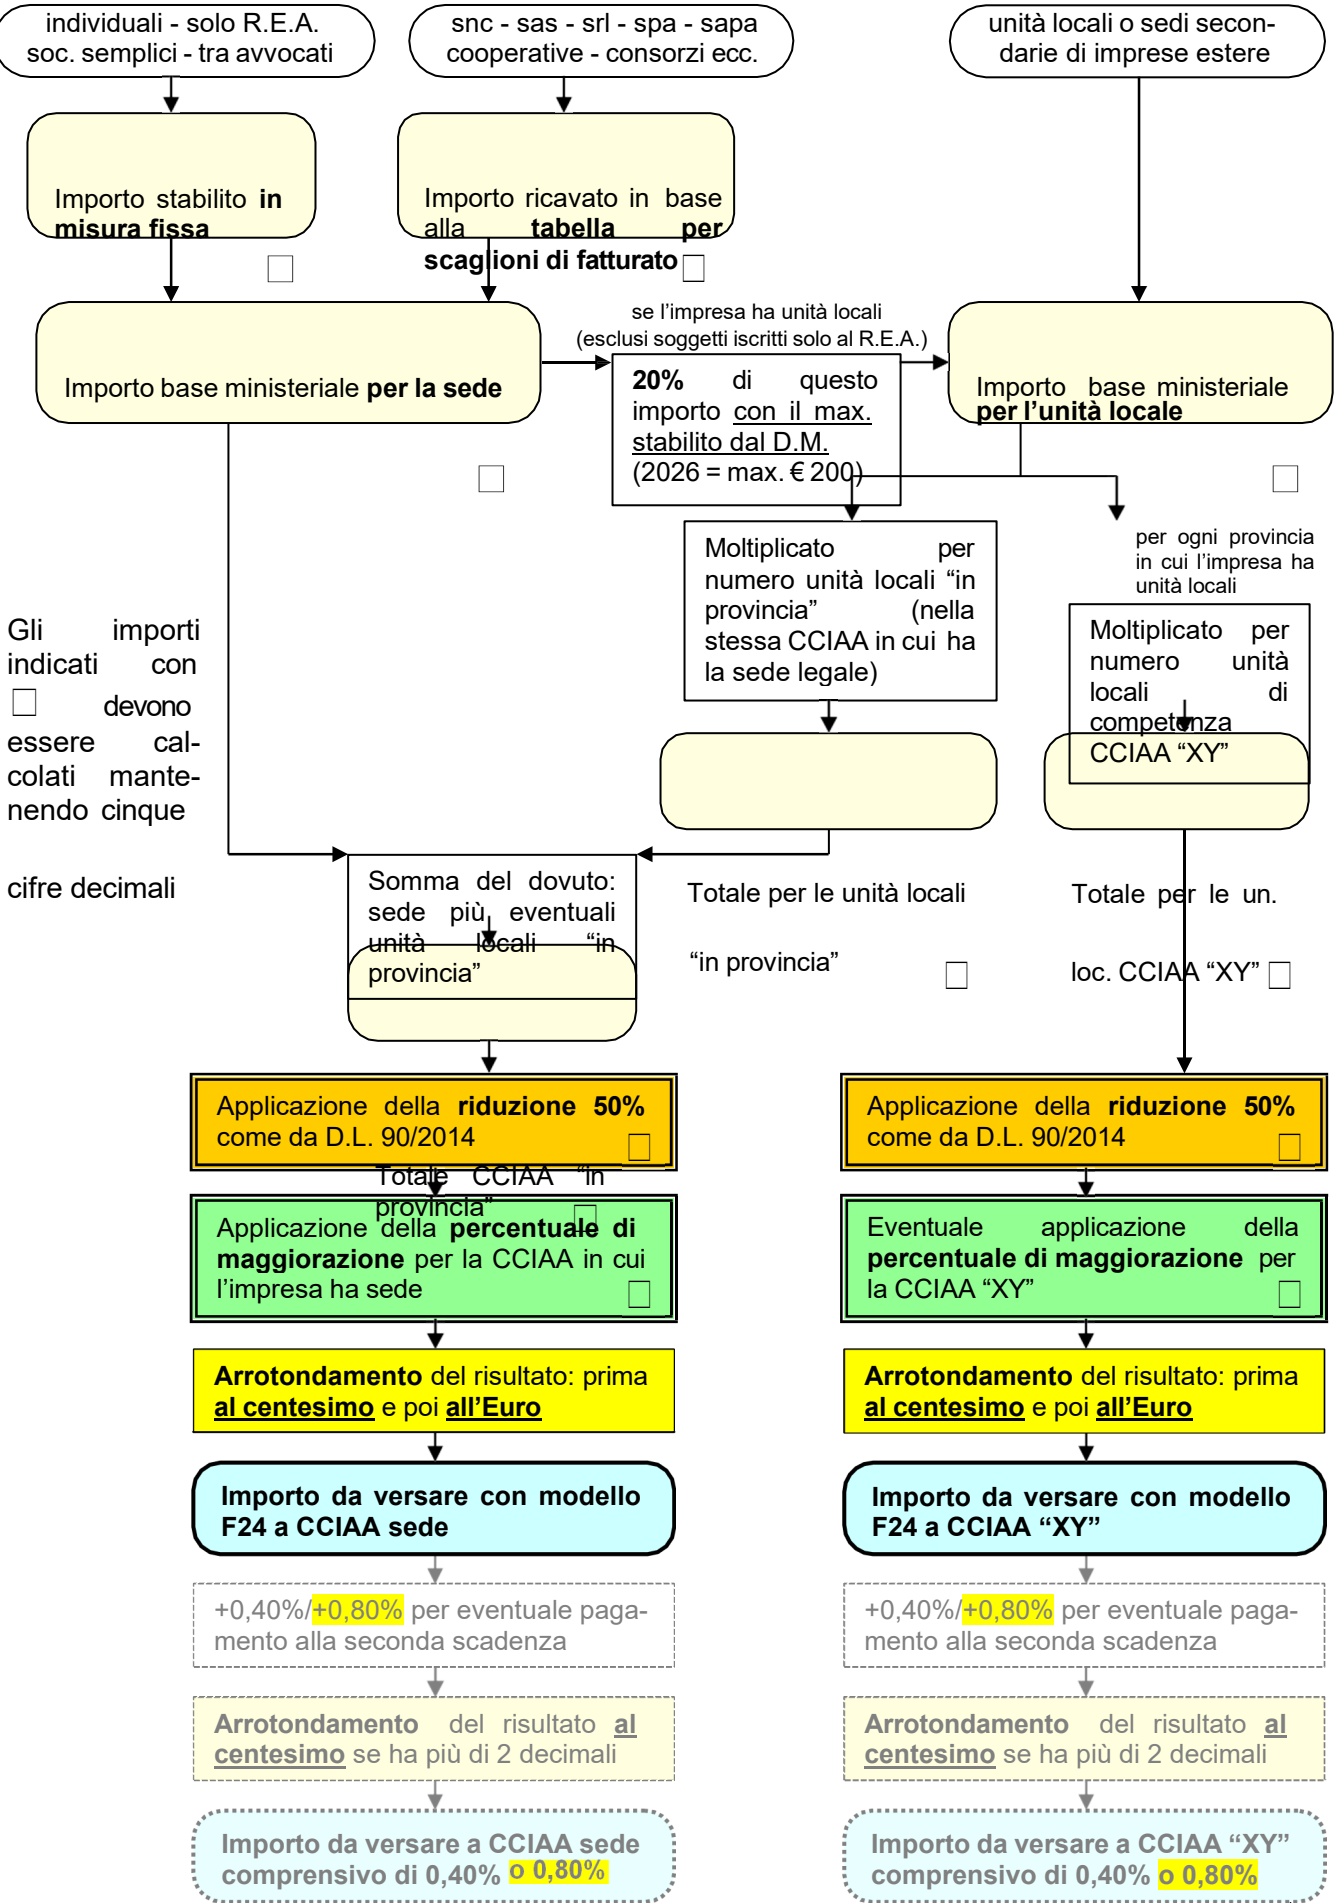 individuali - solo R.E.A.
soc. semplici - tra avvocati
snc - sas - srl - spa - sapa
cooperative - consorzi ecc.
unità locali o sedi secon-
darie di imprese estere
Importo stabilito in
misura fissa
Importo ricavato in base
alla tabella per
scaglioni di fatturato
se l'impresa ha unità locali
(esclusi soggetti iscritti solo al R.E.A.)
Importo base ministeriale per la sede
20% di questo
importo con il max.
stabilito dal D.M.
(2026 = max. € 200)
Importo base ministeriale
per l'unità locale
Moltiplicato per
numero unità locali “in
provincia” (nella
stessa CCIAA in cui ha
la sede legale)
per ogni provincia
in cui l'impresa ha
unità locali
Moltiplicato per
numero unità
locali di
competenza
CCIAA “XY”
Gli importi
indicati con
□ devono
essere cal-
colati mante-
nendo cinque
cifre decimali
Somma del dovuto:
sede più eventuali
unità locali “in
provincia”
Totale per le unità locali
“in provincia”
Totale per le un.
loc. CCIAA “XY”
Applicazione della riduzione 50%
come da D.L. 90/2014
Totale CCIAA “in
provincia”
Applicazione della percentuale di
maggiorazione per la CCIAA in cui
l'impresa ha sede
Arrotondamento del risultato: prima
al centesimo e poi all'Euro
Importo da versare con modello
F24 a CCIAA sede
+0,40%/+0,80% per eventuale paga-
mento alla seconda scadenza
Arrotondamento del risultato al
centesimo se ha più di 2 decimali
Importo da versare a CCIAA sede
comprensivo di 0,40% o 0,80%
Applicazione della riduzione 50%
come da D.L. 90/2014
Eventuale applicazione della
percentuale di maggiorazione per
la CCIAA “XY”
Arrotondamento del risultato: prima
al centesimo e poi all'Euro
Importo da versare con modello
F24 a CCIAA “XY”
+0,40%/+0,80% per eventuale paga-
mento alla seconda scadenza
Arrotondamento del risultato al
centesimo se ha più di 2 decimali
Importo da versare a CCIAA “XY”
comprensivo di 0,40% o 0,80%